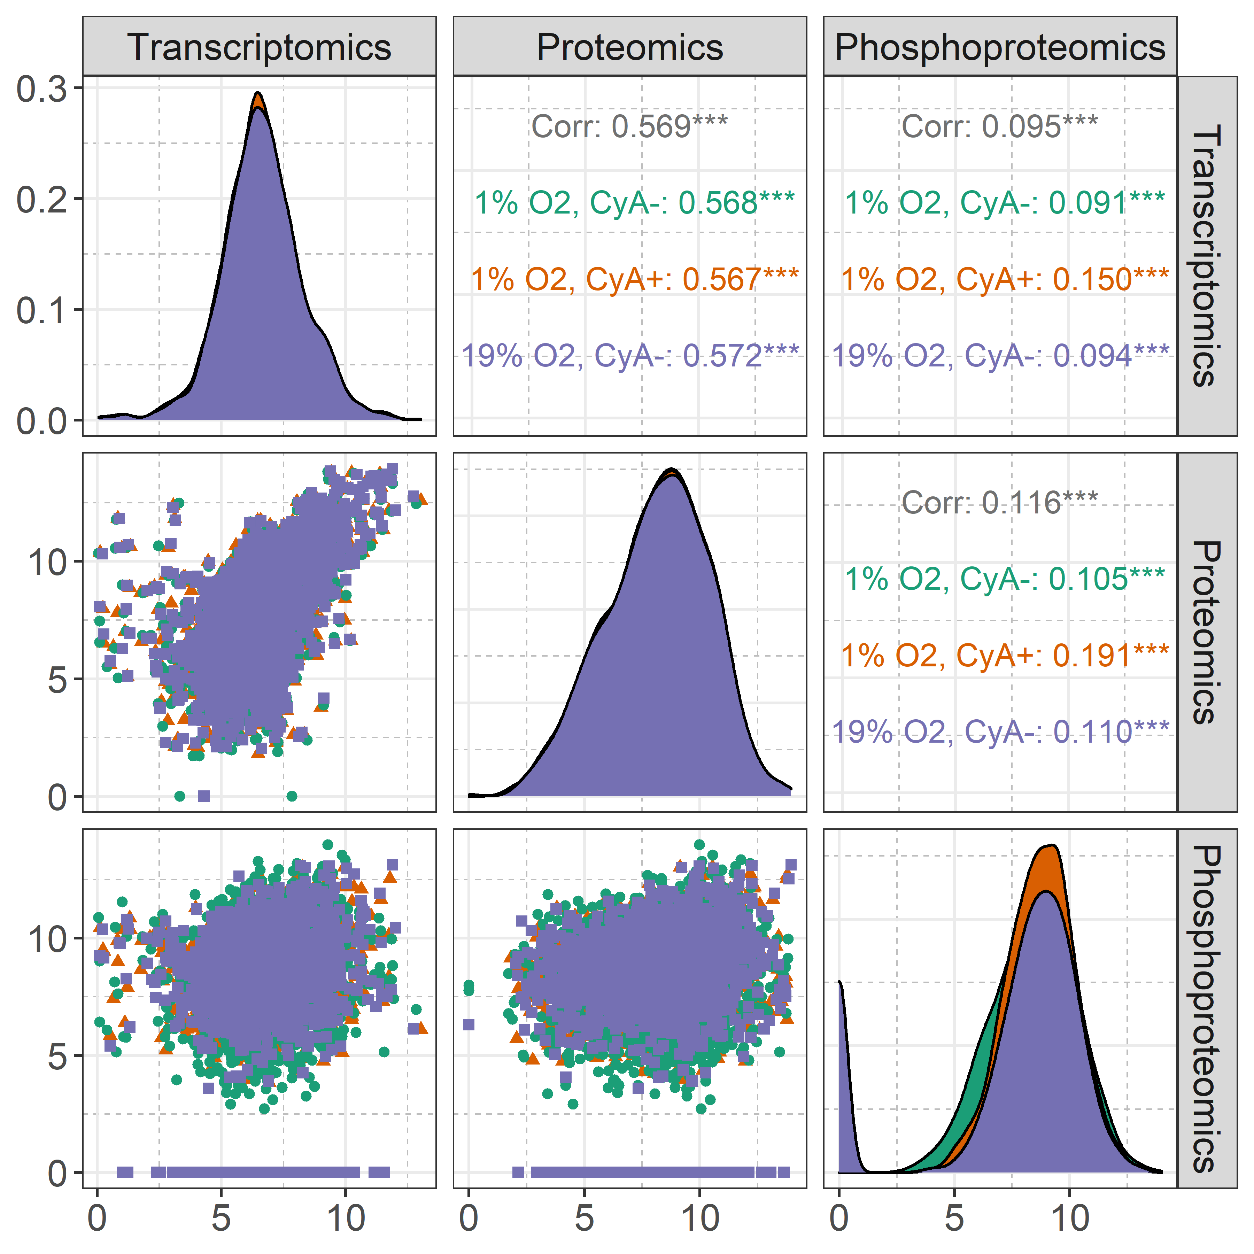 Transcriptomics Proteomics Phosphoproteomics
0.3
0.2
0.1
0.0
Corr: 0.569***
1% O2, CyA-: 0.568***
1% O2, CyA+: 0.567***
19% O2, CyA-: 0.572***
Corr: 0.095***
1% O2, CyA-: 0.091***
1% O2, CyA+: 0.150***
19% O2, CyA-: 0.094***
Transcriptomics
10
5
0
Corr: 0.116***
1% O2, CyA-: 0.105***
1% O2, CyA+: 0.191***
19% O2, CyA-: 0.110***
Proteomics
10
5
0
Phosphoproteomics
0 5 10 0 5 10 0 5 10